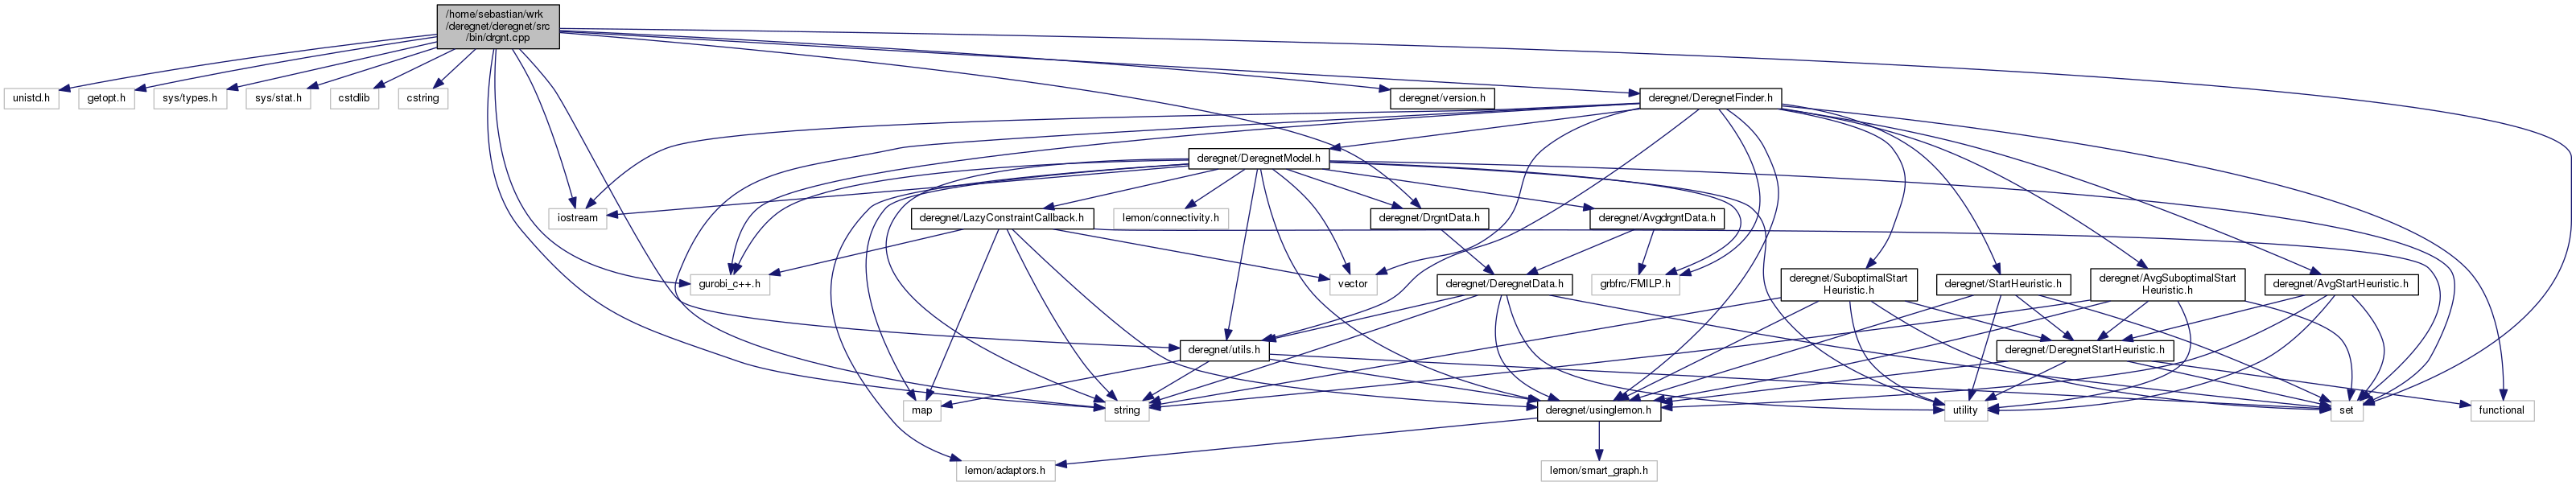 /home/sebastian/wrk
/deregnet/deregnet/src
/bin/drgnt.cpp
unistd.h
getopt.h
sys/types.h
sys/stat.h
cstdlib
cstring
deregnet/version.h
deregnet/DeregnetFinder.h
deregnet/DeregnetModel.h
iostream
deregnet/LazyConstraintCallback.h
lemon/connectivity.h
deregnet/DrgntData.h
deregnet/AvgdrgntData.h
gurobi_c++.h
vector
deregnet/DeregnetData.h
grbfrc/FMILP.h
deregnet/SuboptimalStart
Heuristic.h
deregnet/StartHeuristic.h
deregnet/AvgSuboptimalStart
Heuristic.h
deregnet/AvgStartHeuristic.h
deregnet/utils.h
deregnet/DeregnetStartHeuristic.h
map
string
deregnet/usinglemon.h
utility
set
functional
lemon/adaptors.h
lemon/smart_graph.h